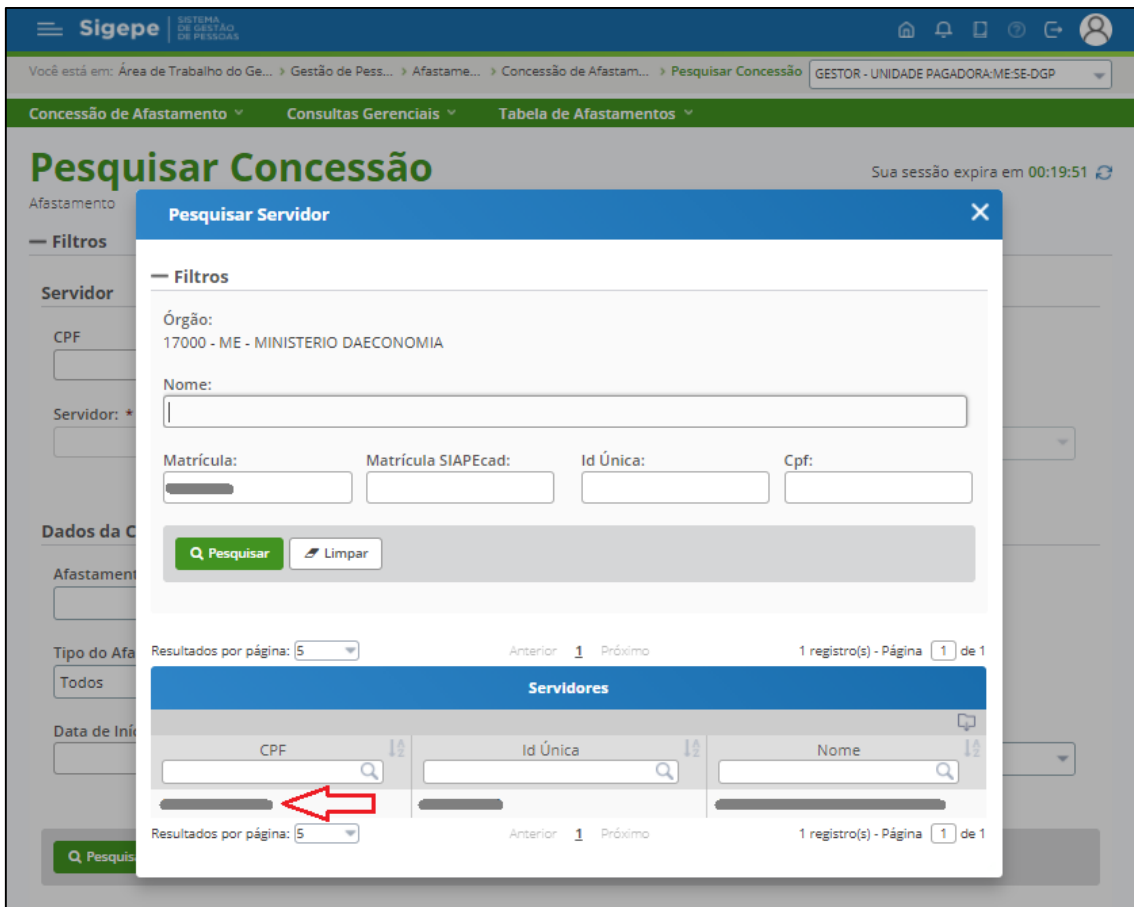 Sigepe SISTEMA DE GESTÃO DE PESSOAS
Você está em: Área de Trabalho do Ge... › Gestão de Pess... › Afastame... › Concessão de Afastam... › Pesquisar Concessão GESTOR - UNIDADE PAGADORA:ME:SE-DGP
Concessão de Afastamento Consultas Gerenciais Tabela de Afastamentos
Pesquisar Concessão
Sua sessão expira em 00:19:51
Afastamento
Pesquisar Servidor
Filtros
Filtros
Servidor
Órgão:
17000 - ME - MINISTERIO DAECONOMIA
CPF
Nome:
Servidor: *
Matrícula: Matrícula SIAPEcad: Id Única: Cpf:
Dados da C
Pesquisar Limpar
Afastament
Tipo do Afa
Resultados por página: 5 Anterior 1 Próximo 1 registro(s) - Página 1 de 1
Todos
Servidores
Data de Iníc
CPF Id Única Nome
Resultados por página: 5 Anterior 1 Próximo 1 registro(s) - Página 1 de 1
Pesquis